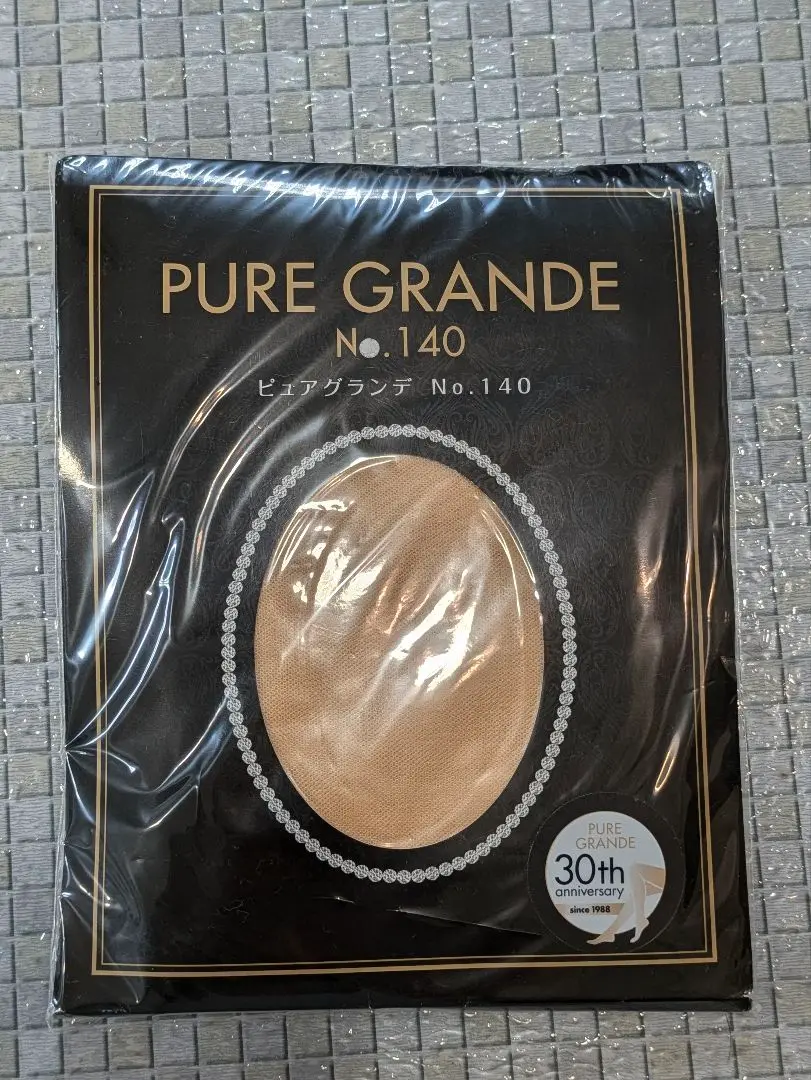 PURE GRANDE
No.140
ピュアグランデ No.140
PURE
GRANDE
30th
anniversary
since 1988